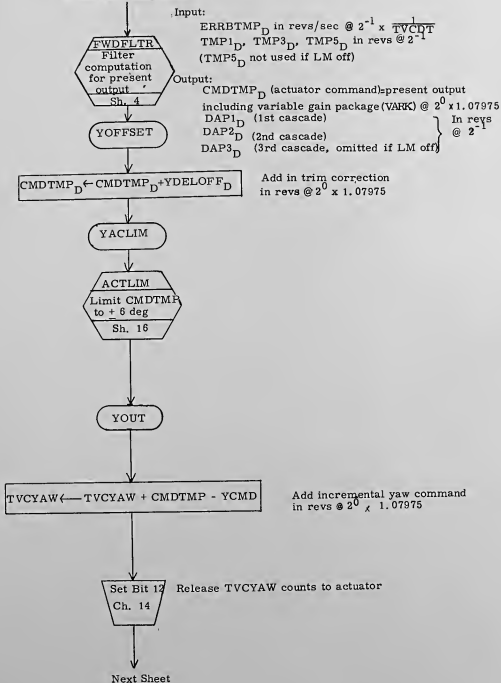 Input:
ERRBTMP_D in revs/sec @ 2^-1 x 1/TVCDT
TMP1_D, TMP3_D, TMP5_D in revs @ 2^-1
(TMP5_D not used if LM off)
FWDFLTR
Filter
computation
for present
output
Sh. 4
Output:
CMDTMP_D (actuator command)=present output
including variable gain package (VARK) @ 2^0 x1.07975
DAP1_D (1st cascade)
DAP2_D (2nd cascade)
DAP3_D (3rd cascade, omitted if LM off)
In revs
@ 2^-1
YOFFSET
CMDTMP_D ← CMDTMP_D+YDELOFF_D
Add in trim correction
in revs @ 2^0 x 1.07975
YACLIM
ACTLIM
Limit CMDTMP
to ± 6 deg
Sh. 16
YOUT
TVCYAW ← TVCYAW + CMDTMP - YCMD
Add incremental yaw command
in revs @ 2^0 x 1.07975
Set Bit 12
Ch. 14
Release TVCYAW counts to actuator
Next Sheet